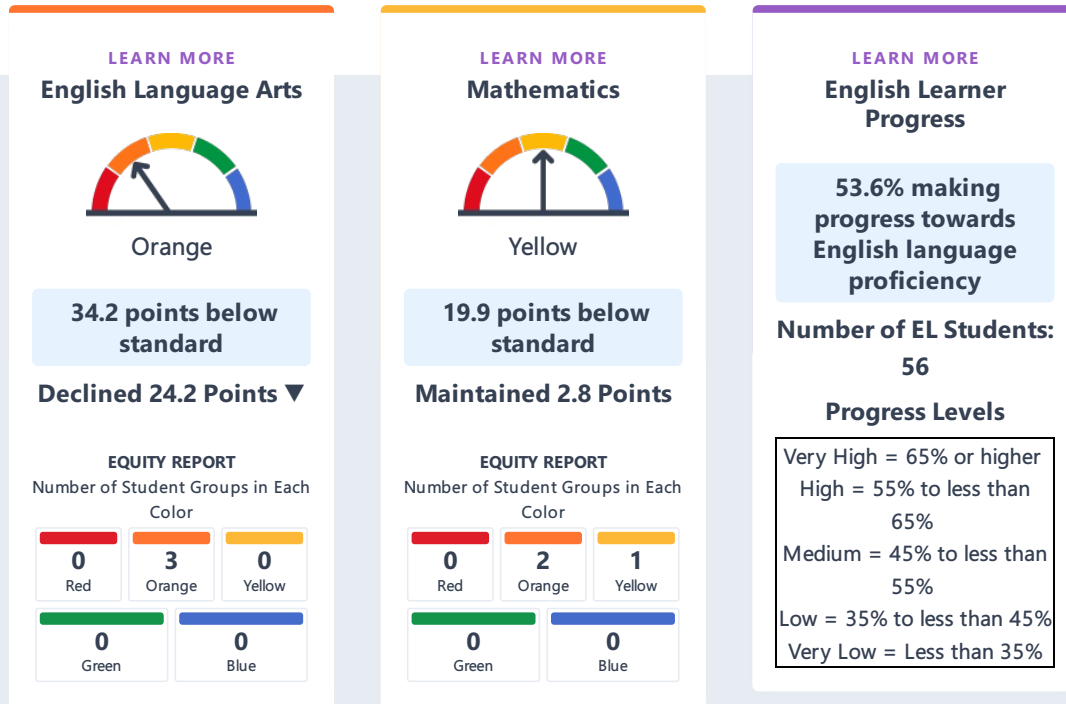 LEARN MORE
English Language Arts
Orange
34.2 points below
standard
Declined 24.2 Points ▼
EQUITY REPORT
Number of Student Groups in Each
Color
0
Red
3
Orange
0
Yellow
0
Green
0
Blue
LEARN MORE
Mathematics
Yellow
19.9 points below
standard
Maintained 2.8 Points
EQUITY REPORT
Number of Student Groups in Each
Color
0
Red
2
Orange
1
Yellow
0
Green
0
Blue
LEARN MORE
English Learner
Progress
53.6% making
progress towards
English language
proficiency
Number of EL Students:
56
Progress Levels
Very High = 65% or higher
High = 55% to less than
65%
Medium = 45% to less than
55%
Low = 35% to less than 45%
Very Low = Less than 35%